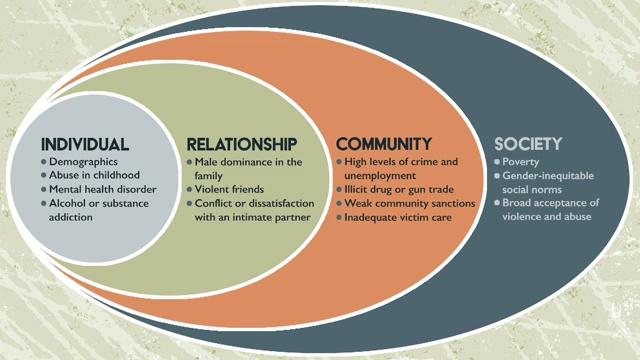 INDIVIDUAL
Demographics
Abuse in childhood
Mental health disorder
Alcohol or substance
addiction
RELATIONSHIP
Male dominance in the
family
Violent friends
Conflict or dissatisfaction
with an intimate partner
COMMUNITY
High levels of crime and
unemployment
Illicit drug or gun trade
Weak community sanctions
Inadequate victim care
SOCIETY
Poverty
Gender-inequitable
social norms
Broad acceptance of
violence and abuse